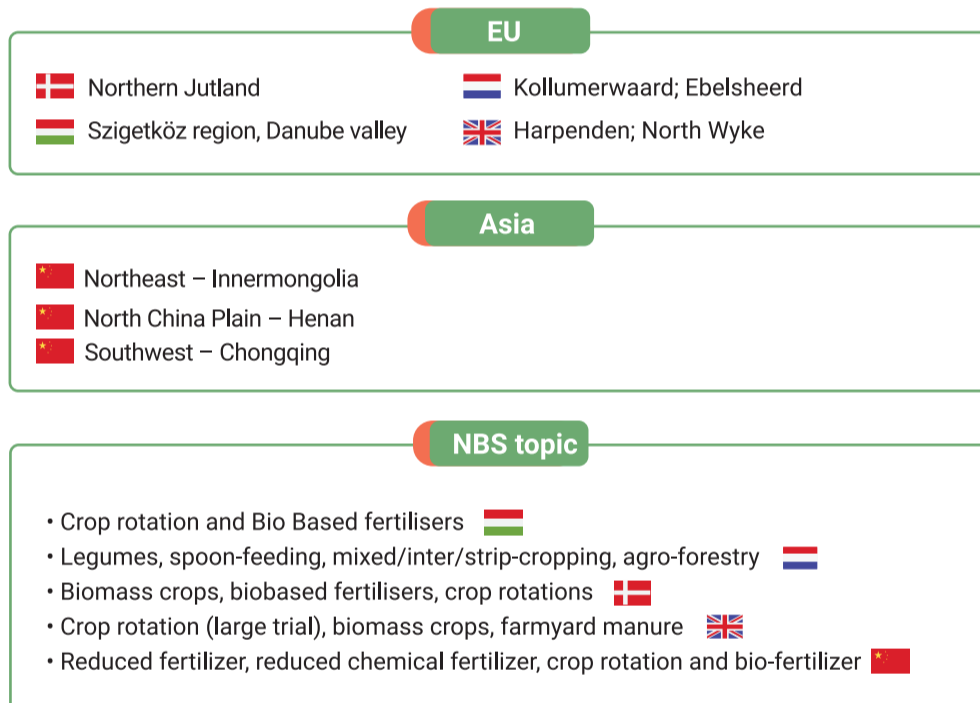 EU
Northern Jutland
Kollumerwaard; Ebelsheerd
Szigetköz region, Danube valley
Harpenden; North Wyke
Asia
Northeast – Innermongolia
North China Plain – Henan
Southwest – Chongqing
NBS topic
• Crop rotation and Bio Based fertilisers
• Legumes, spoon-feeding, mixed/inter/strip-cropping, agro-forestry
• Biomass crops, biobased fertilisers, crop rotations
• Crop rotation (large trial), biomass crops, farmyard manure
• Reduced fertilizer, reduced chemical fertilizer, crop rotation and bio-fertilizer